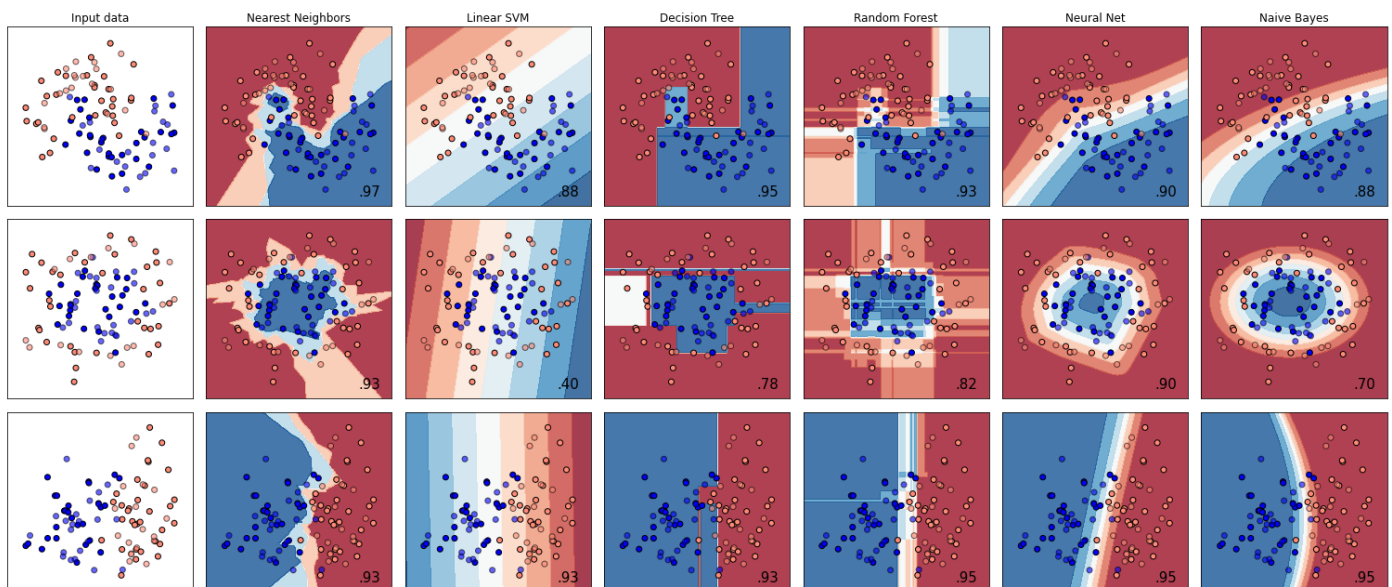 Input data
Nearest Neighbors
Linear SVM
Decision Tree
Random Forest
Neural Net
Naive Bayes
.97
.88
.95
.93
.90
.88
.93
.40
.78
.82
.90
.70
.93
.93
.93
.95
.95
.95